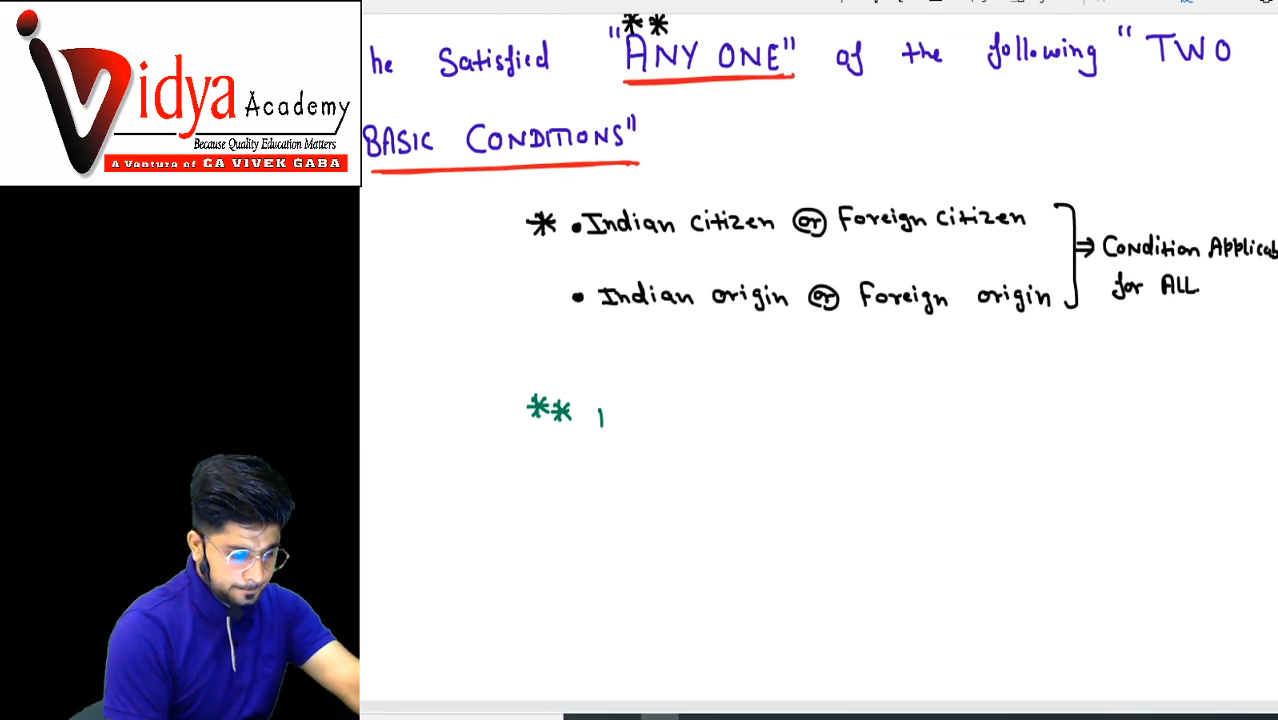 Vidya Academy
Because Quality Education Matters
A Ventura of CA VIVEK GABA
he Satisfied "**ANY ONE" of the following "TWO
BASIC CONDITIONS"
* • Indian citizen or Foreign citizen
• Indian origin or Foreign origin
⇒ Condition Applicab
for ALL
**